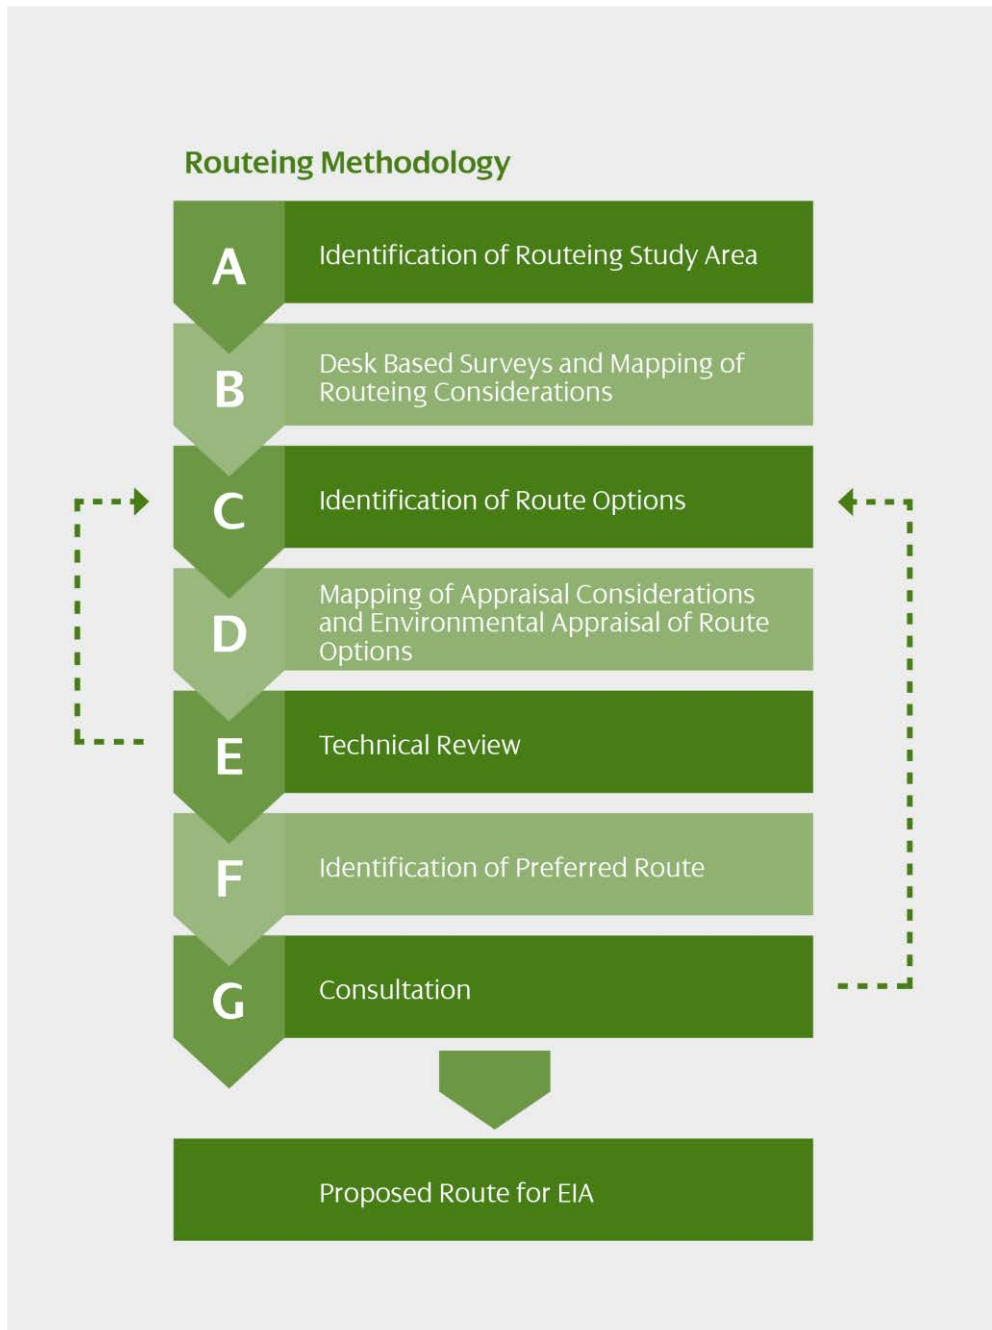 Routeing Methodology
A
Identification of Routeing Study Area
B
Desk Based Surveys and Mapping of
Routeing Considerations
C
Identification of Route Options
D
Mapping of Appraisal Considerations
and Environmental Appraisal of Route
Options
E
Technical Review
F
Identification of Preferred Route
G
Consultation
Proposed Route for EIA